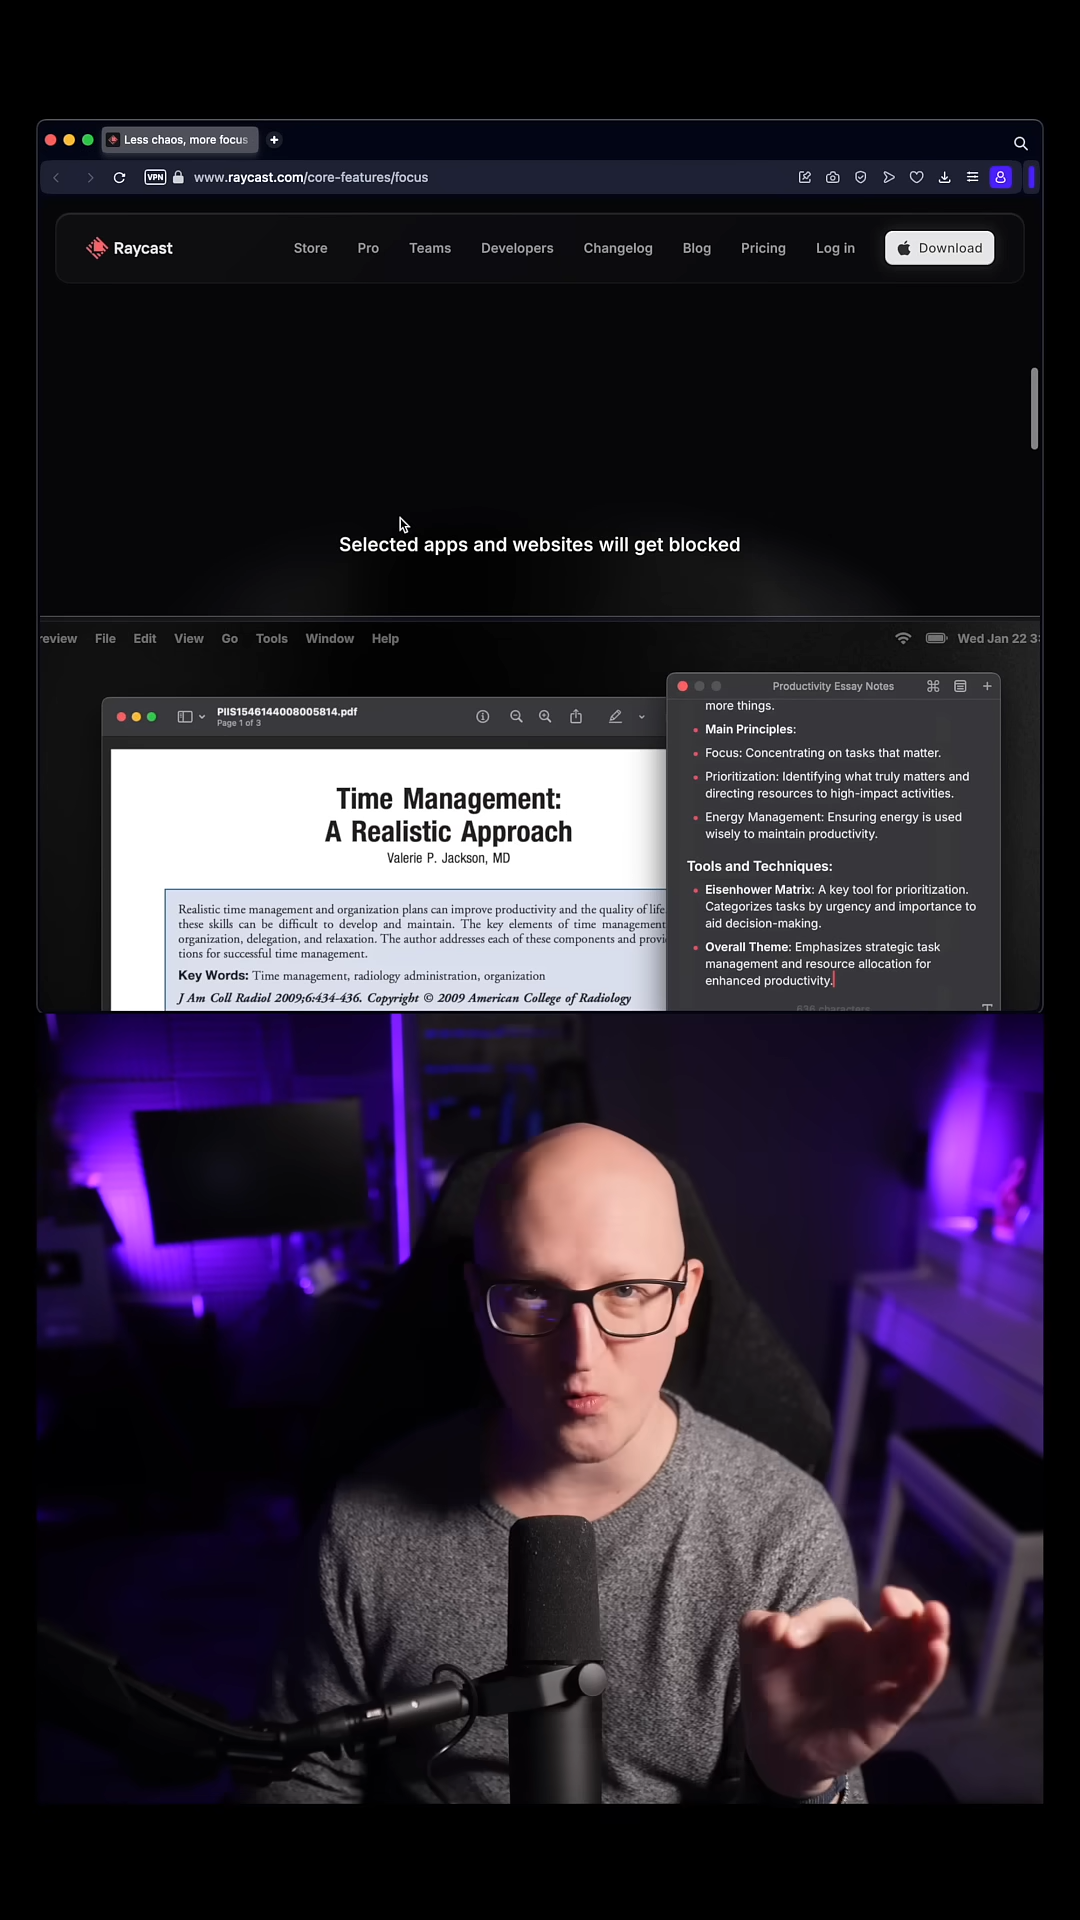 Less chaos, more focus
VPN
www.raycast.com/core-features/focus
Raycast
Store Pro Teams Developers Changelog Blog Pricing Log in Download
Selected apps and websites will get blocked
review File Edit View Go Tools Window Help
Wed Jan 22 3:
PIIS1546144008005814.pdf
Page 1 of 3
Time Management:
A Realistic Approach
Valerie P. Jackson, MD
Realistic time management and organization plans can improve productivity and the quality of life.
these skills can be difficult to develop and maintain. The key elements of time management
organization, delegation, and relaxation. The author addresses each of these components and provi
tions for successful time management.
Key Words: Time management, radiology administration, organization
J Am Coll Radiol 2009;6:434-436. Copyright © 2009 American College of Radiology
Productivity Essay Notes
more things.
Main Principles:
Focus: Concentrating on tasks that matter.
Prioritization: Identifying what truly matters and
directing resources to high-impact activities.
Energy Management: Ensuring energy is used
wisely to maintain productivity.
Tools and Techniques:
Eisenhower Matrix: A key tool for prioritization.
Categorizes tasks by urgency and importance to
aid decision-making.
Overall Theme: Emphasizes strategic task
management and resource allocation for
enhanced productivity.
636 characters